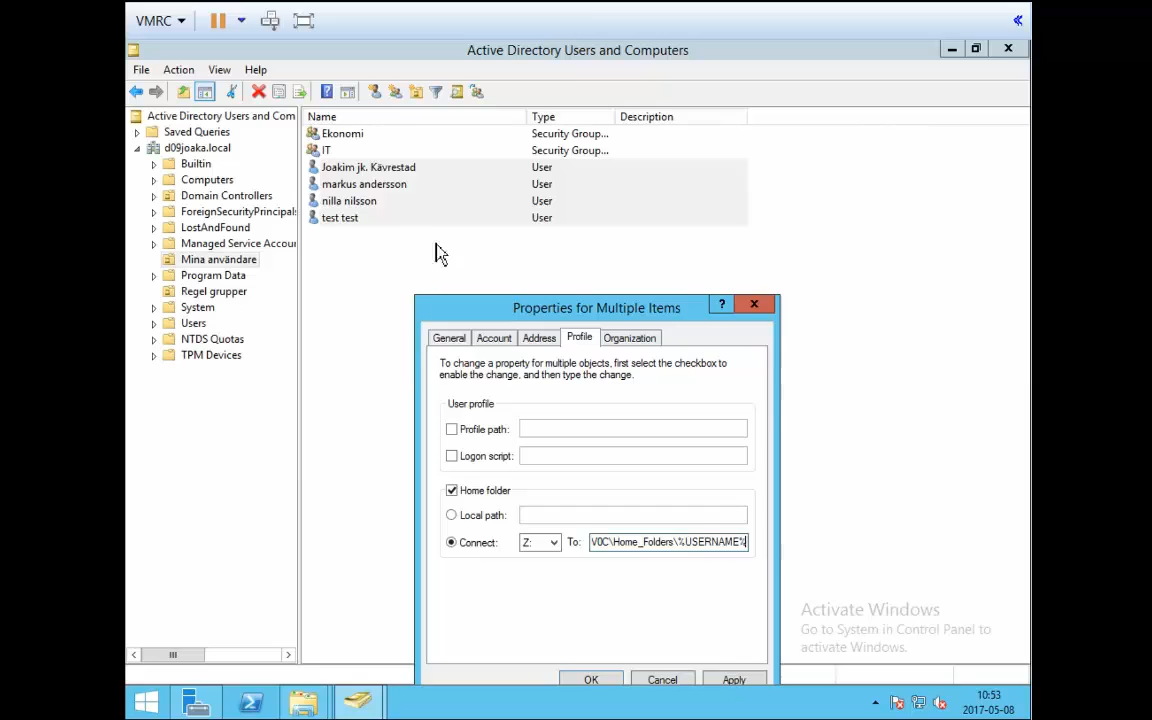 VMRC
Active Directory Users and Computers
File Action View Help
Active Directory Users and Com
Saved Queries
d09joaka.local
Builtin
Computers
Domain Controllers
ForeignSecurityPrincipals
LostAndFound
Managed Service Accou
Mina användare
Program Data
Regel grupper
System
Users
NTDS Quotas
TPM Devices
Name Type Description
Ekonomi Security Group...
IT Security Group...
Joakim jk. Kävrestad User
markus andersson User
nilla nilsson User
test test User
Properties for Multiple Items
General Account Address Profile Organization
To change a property for multiple objects, first select the checkbox to
enable the change, and then type the change.
User profile
Profile path:
Logon script:
Home folder
Local path:
Connect: Z: To: V0C\Home_Folders\%USERNAME%
OK Cancel Apply
Activate Windows
Go to System in Control Panel to
activate Windows.
10:53
2017-05-08